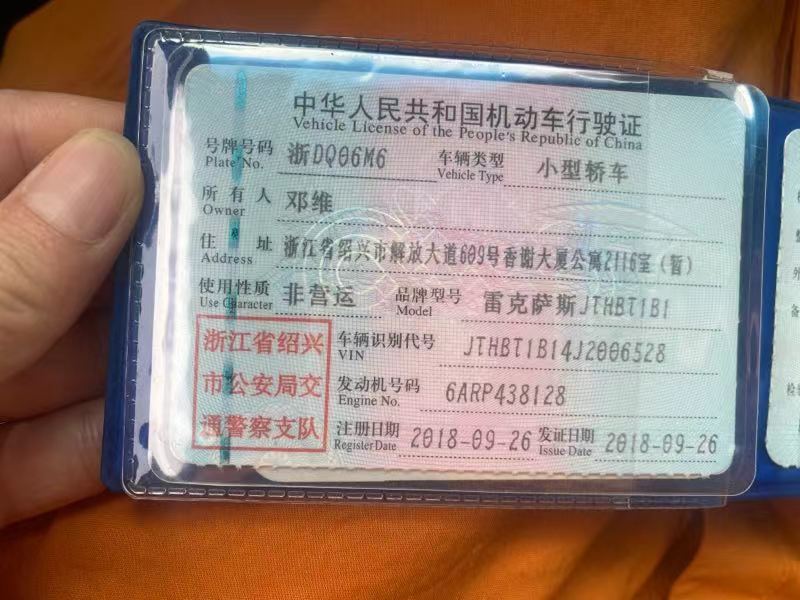 中华人民共和国机动车行驶证
Vehicle License of the People's Republic of China
号牌号码 浙DQ06M6 车辆类型 小型轿车
Plate No. Vehicle Type
所有人 邓维
Owner
住址 浙江省绍兴市解放大道609号香谢大厦公寓2116室(暂)
Address
使用性质 非营运 品牌型号 雷克萨斯JTHBT1B1
Use Character Model
浙江省绍兴
市公安局交
通警察支队
车辆识别代号 JTHBT1B14J2006528
VIN
发动机号码 6ARP438128
Engine No.
注册日期 2018-09-26 发证日期 2018-09-26
Register Date Issue Date